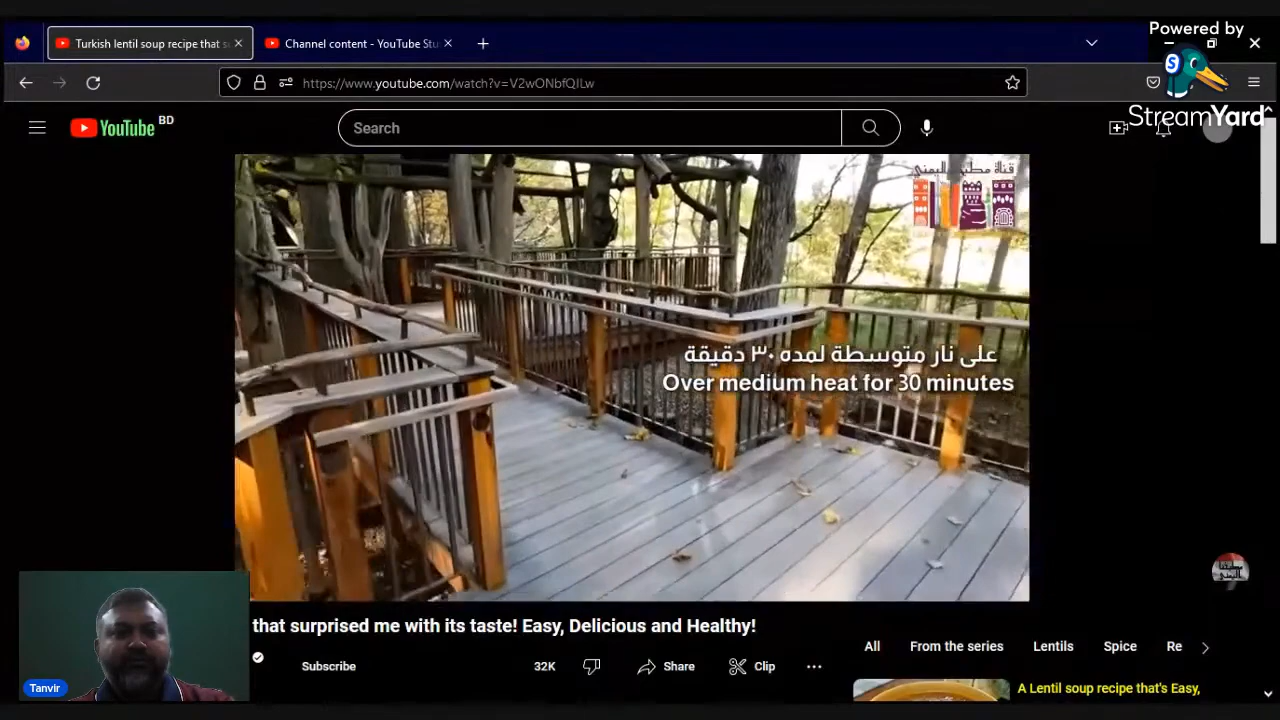 Powered by
StreamYard
Turkish lentil soup recipe that s
Channel content - YouTube Stu
https://www.youtube.com/watch?v=V2wONbfQILw
YouTube BD
Search
على نار متوسطة لمده ٣٠ دقيقة
Over medium heat for 30 minutes
that surprised me with its taste! Easy, Delicious and Healthy!
Subscribe
32K
Share
Clip
All
From the series
Lentils
Spice
Re
A Lentil soup recipe that's Easy,
Tanvir